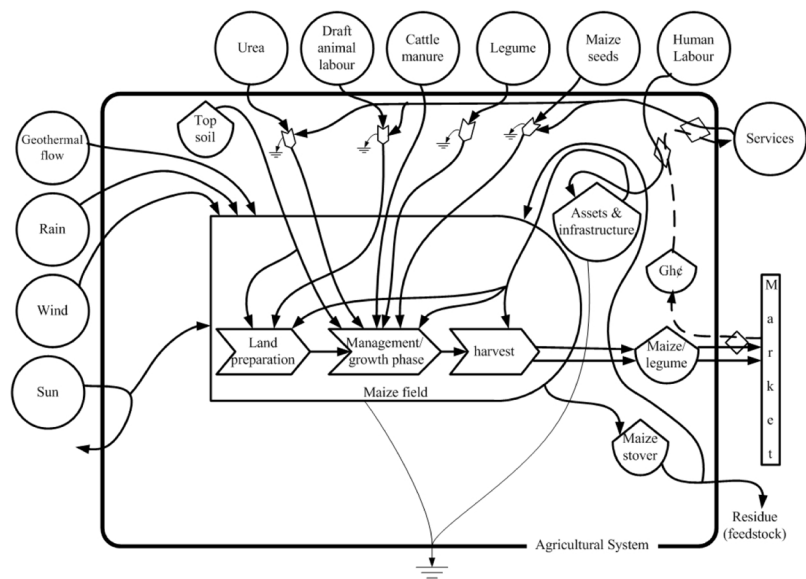 Urea
Draft
animal
labour
Cattle
manure
Legume
Maize
seeds
Human
Labour
Top
soil
Services
Geothermal
flow
Rain
Wind
Sun
Assets &
infrastructure
Gh¢
Market
Land
preparation
Management/
growth phase
harvest
Maize/
legume
Maize field
Maize
stover
Residue
(feedstock)
Agricultural System